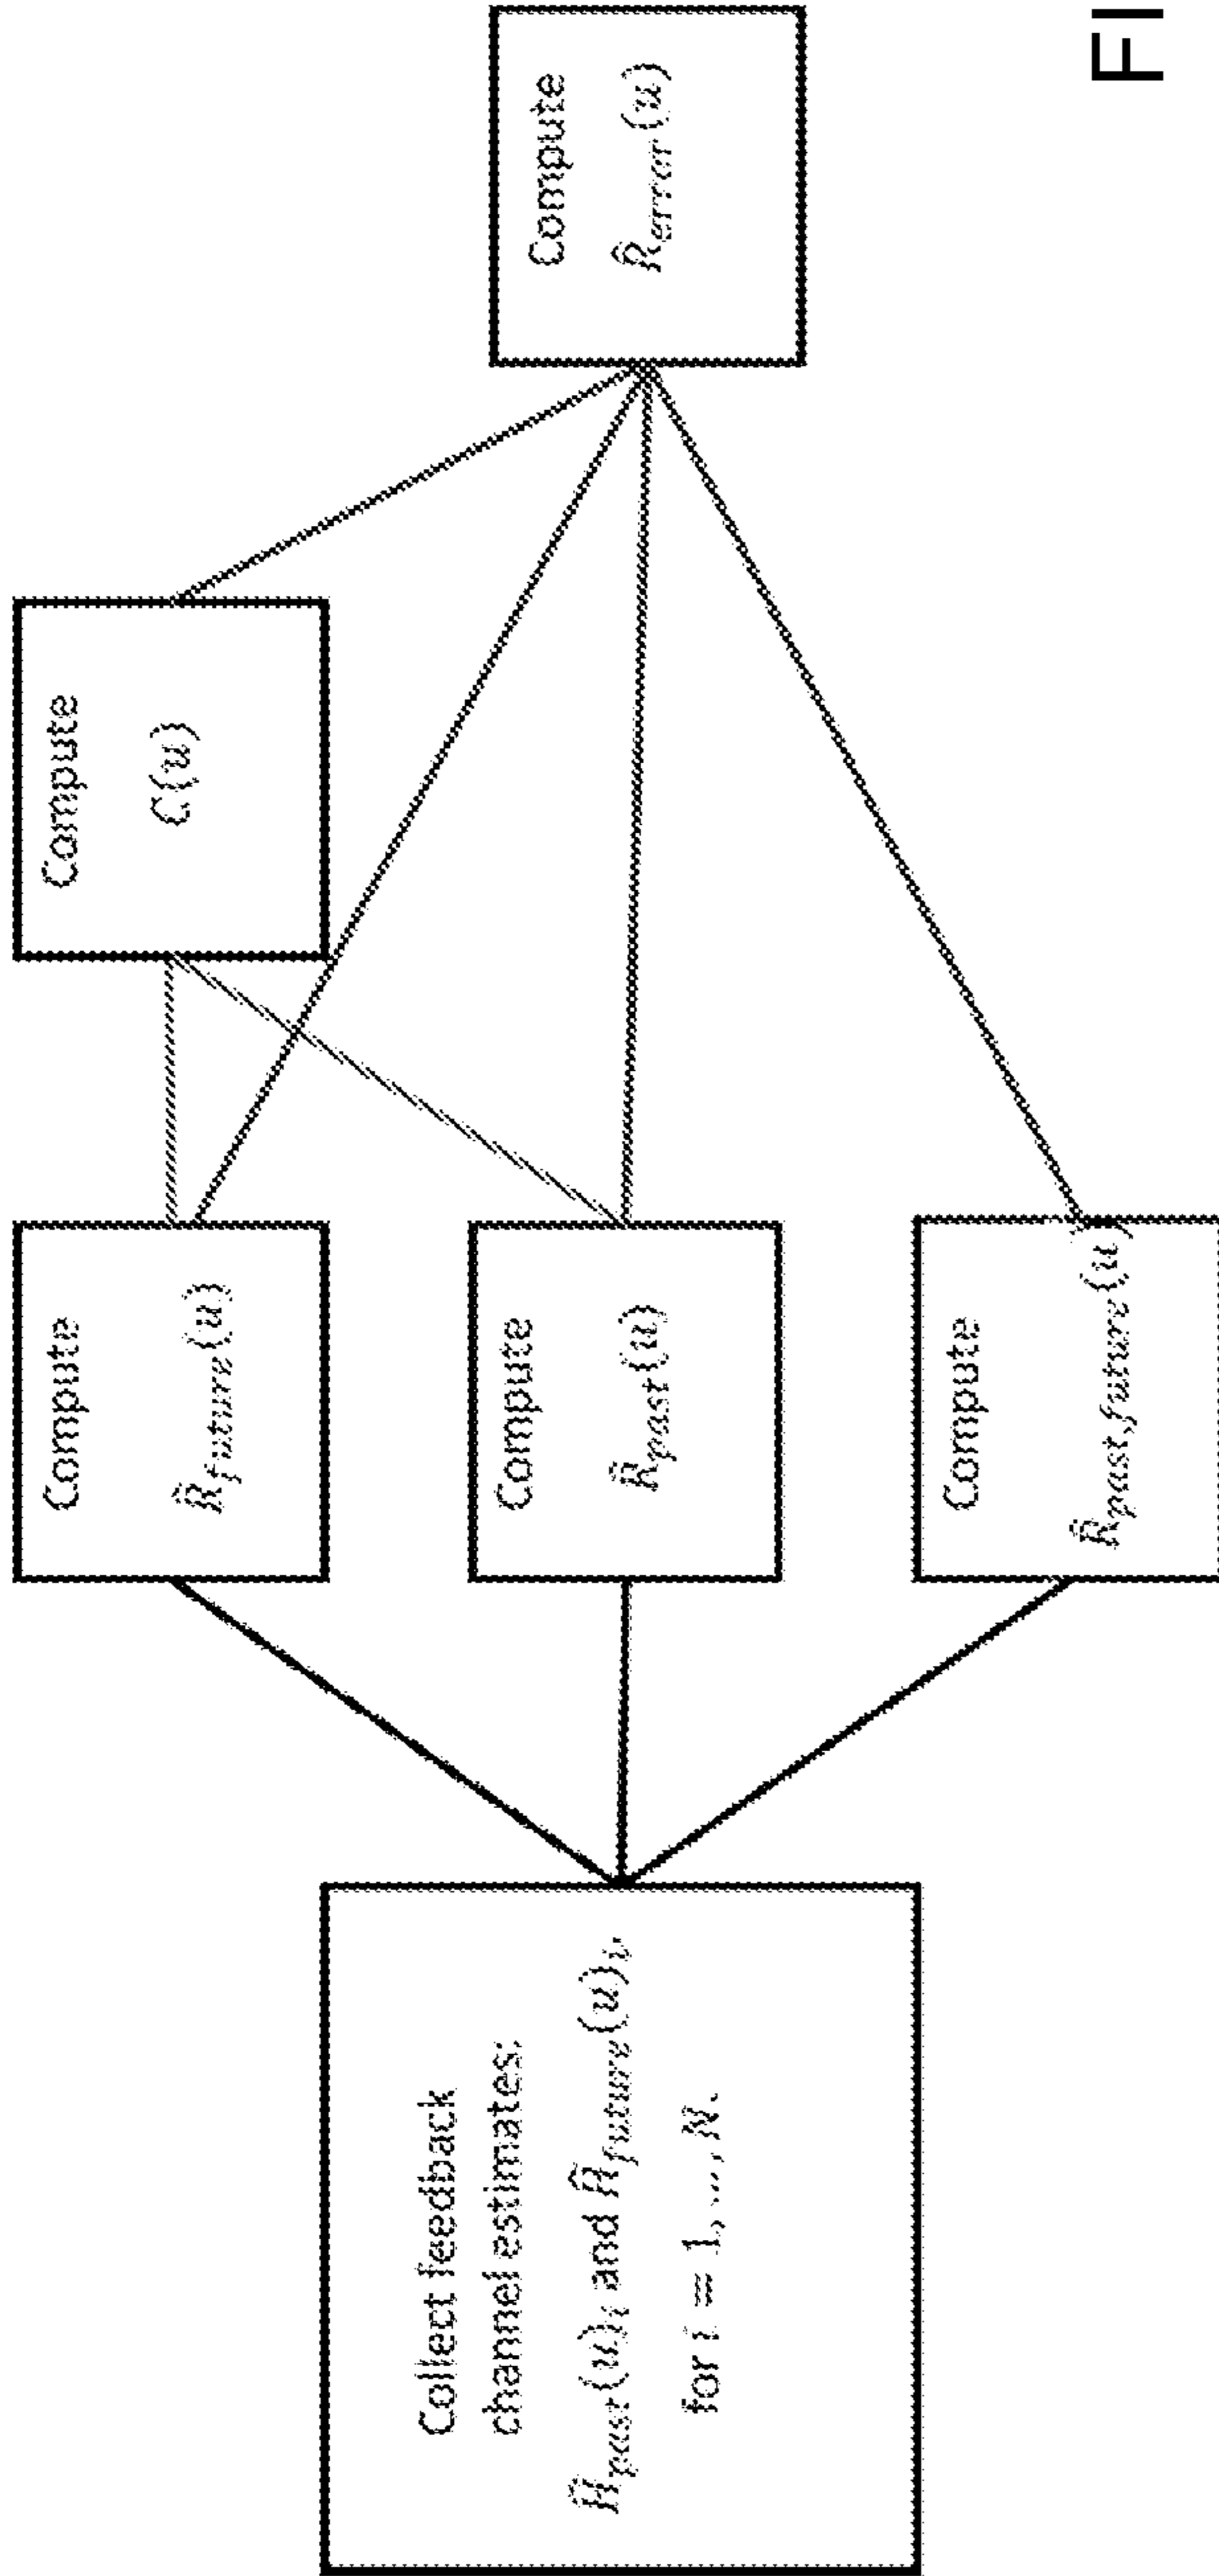 Collect feedback
channel estimates:
Ĥ_past(u)_i and Ĥ_future(u)_i,
for i = 1, …, N.
Compute
R̂_future(u)
Compute
R̂_past(u)
Compute
R̂_past,future(u)
Compute
C(u)
Compute
R̂_error(u)
FI